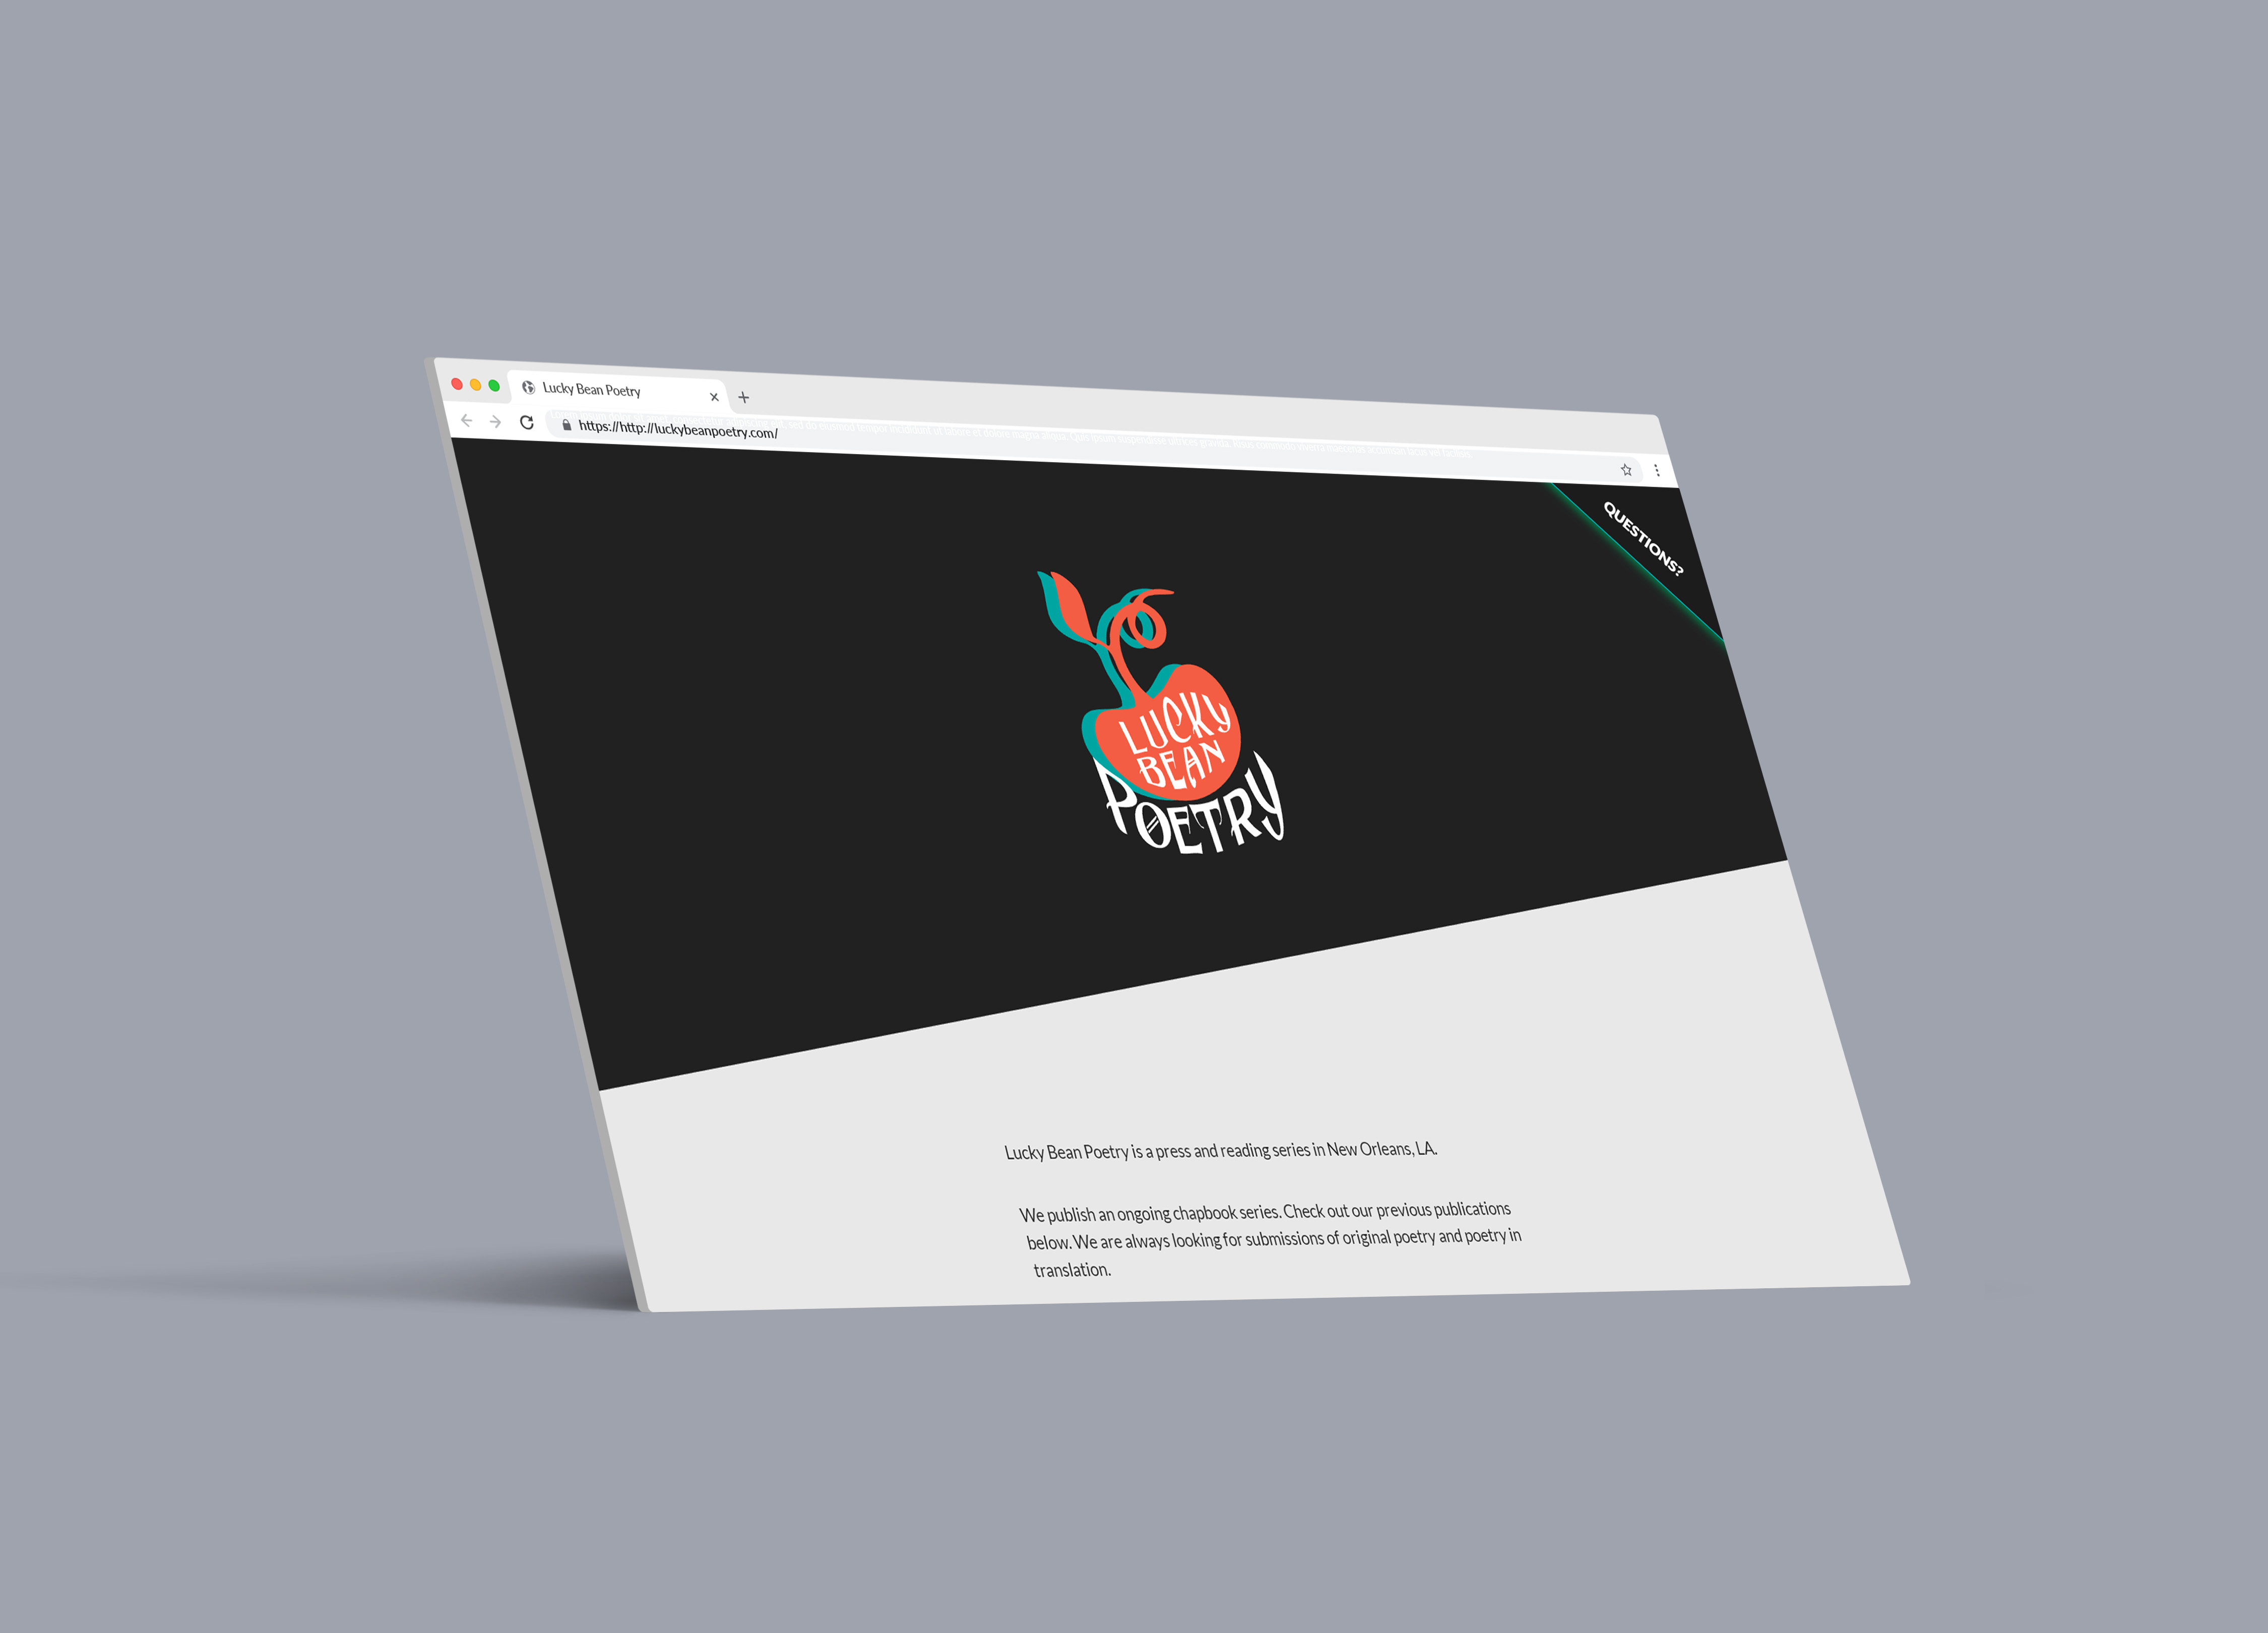 Lucky Bean Poetry
https://http://luckybeanpoetry.com/
QUESTIONS?
LUCKY
BEAN
POETRY
Lucky Bean Poetry is a press and reading series in New Orleans, LA.
We publish an ongoing chapbook series. Check out our previous publications
below. We are always looking for submissions of original poetry and poetry in
translation.